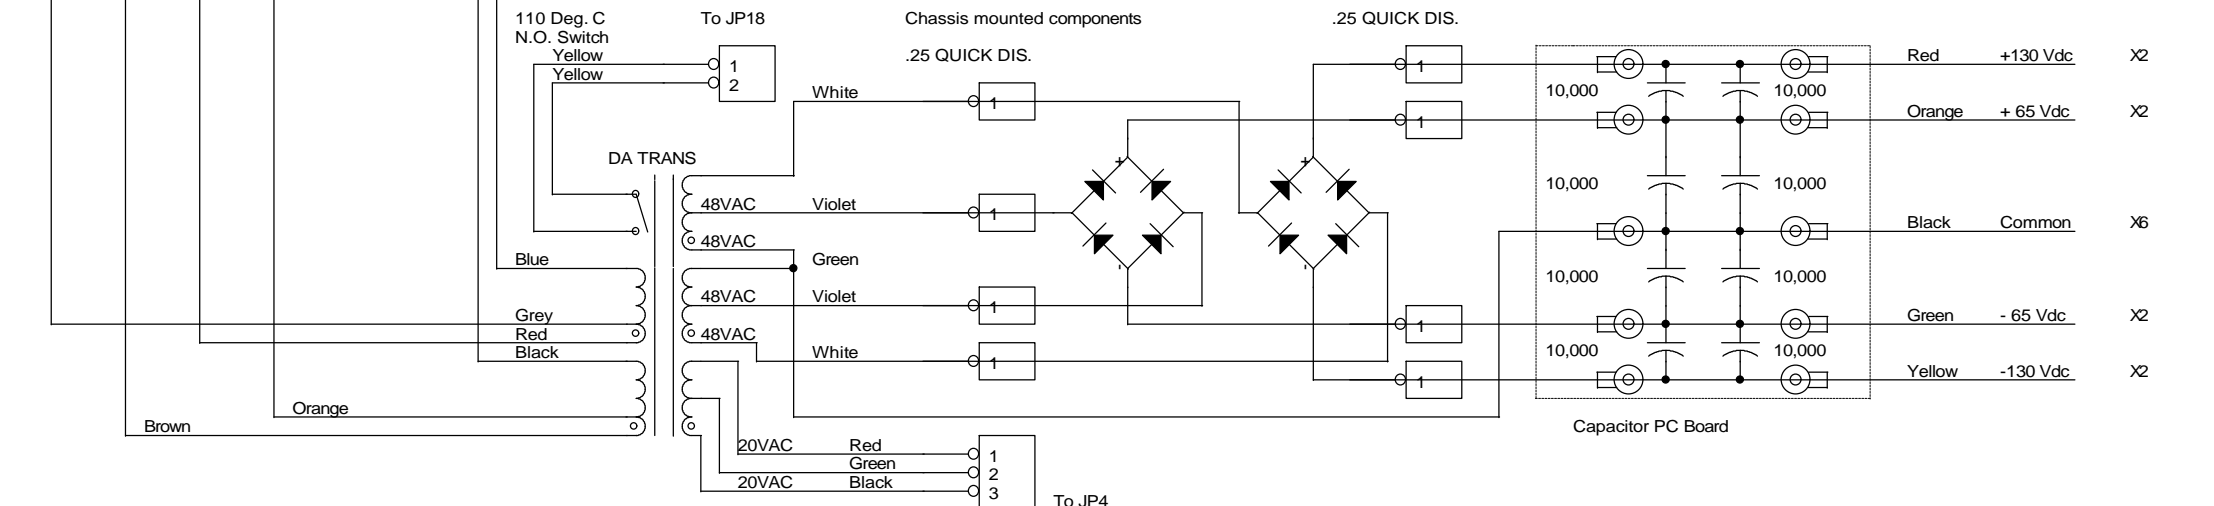 110 Deg. C
N.O. Switch
To JP18
Chassis mounted components
.25 QUICK DIS.
.25 QUICK DIS.
Yellow
Yellow
1
2
White
1
1
1
10,000
10,000
Red +130 Vdc X2
Orange + 65 Vdc X2
DA TRANS
48VAC Violet
1
+
+
10,000
10,000
48VAC
Green
Black Common X6
Blue
-
-
10,000
10,000
48VAC Violet
1
Grey
Red
Black
48VAC
White
1
1
1
10,000
10,000
Green - 65 Vdc X2
Yellow -130 Vdc X2
Orange
Brown
Capacitor PC Board
20VAC Red
Green
20VAC Black
1
2
3
To JP4